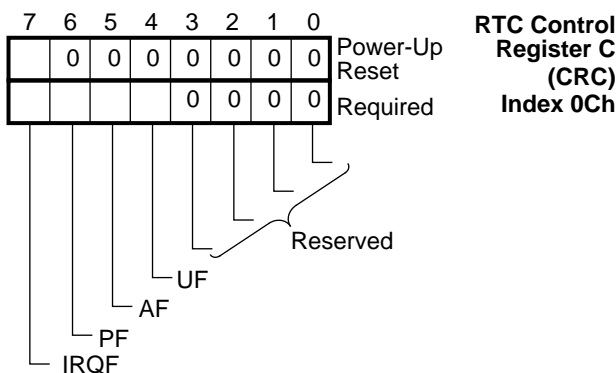 7 6 5 4 3 2 1 0
RTC Control
Register C
(CRC)
Index 0Ch
0 0 0 0 0 0 0
Power-Up
Reset
0 0 0 0
Required
Reserved
UF
AF
PF
IRQF